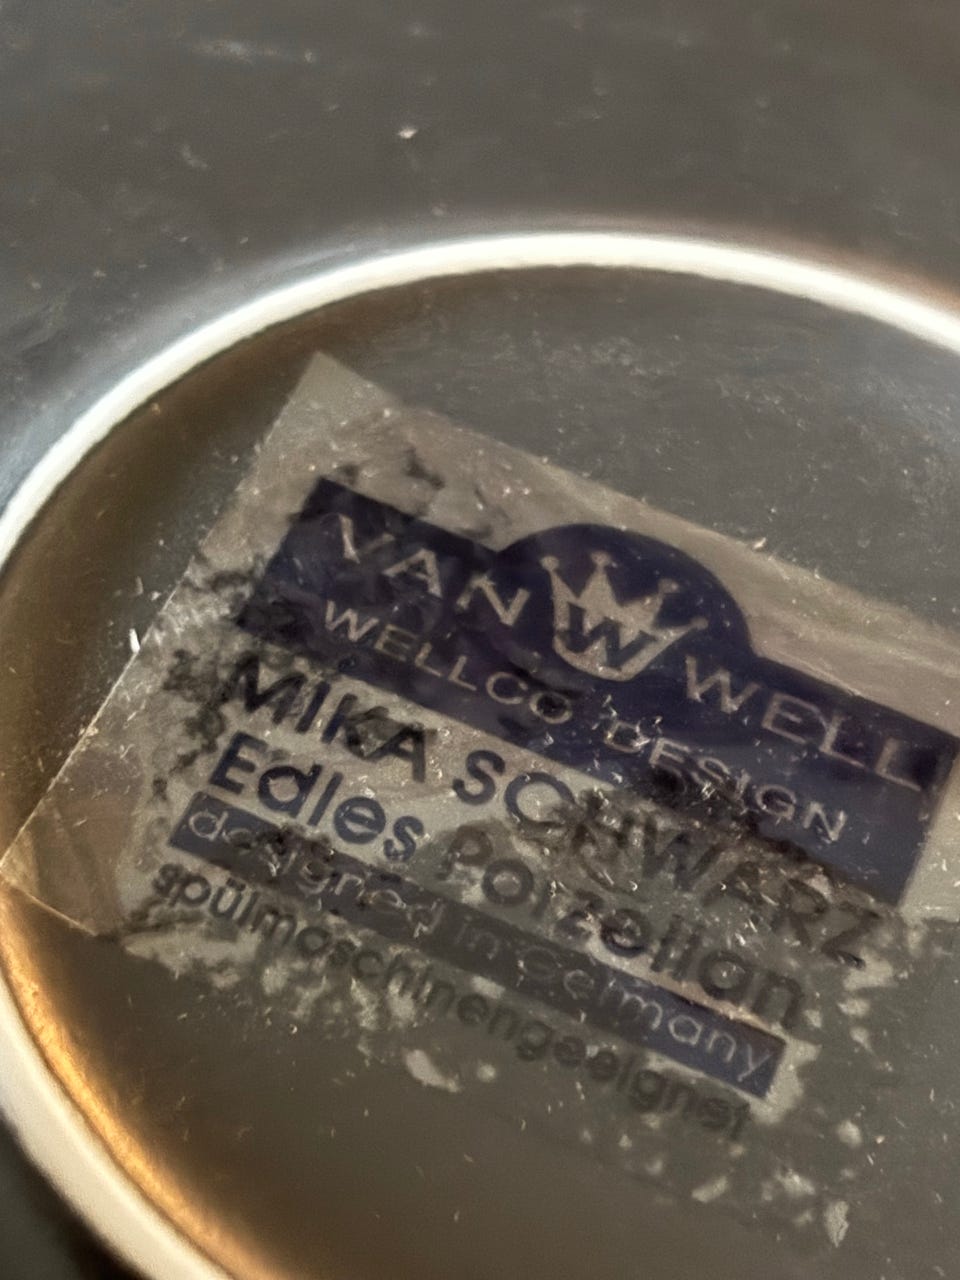 VAN W WELL
WELLCO DESIGN
MIKA SCHWARZ
Edles Porzellan
designed in Germany
spülmaschinengeeignet